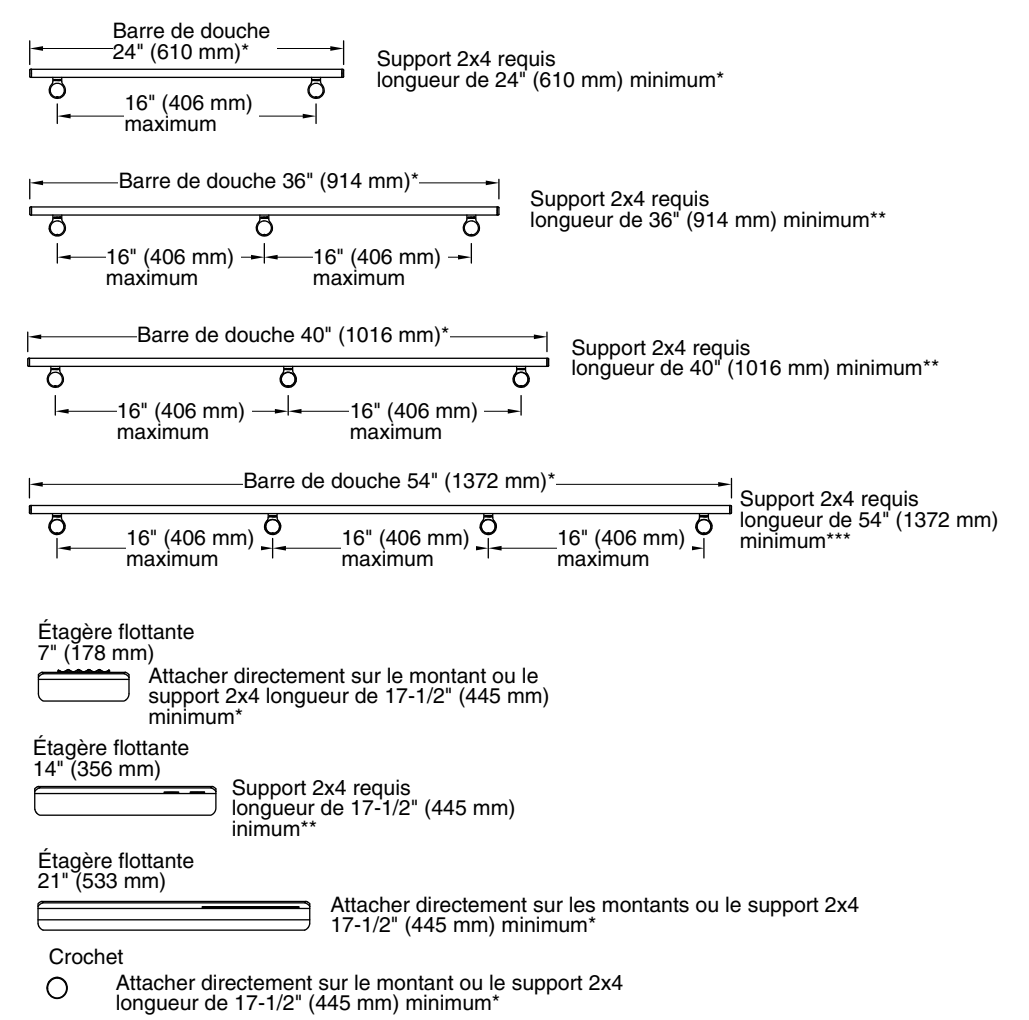 Barre de douche
24" (610 mm)*
Support 2x4 requis
longueur de 24" (610 mm) minimum*
16" (406 mm)
maximum
Barre de douche 36" (914 mm)*
Support 2x4 requis
longueur de 36" (914 mm) minimum**
16" (406 mm)
maximum
16" (406 mm)
maximum
Barre de douche 40" (1016 mm)*
Support 2x4 requis
longueur de 40" (1016 mm) minimum**
16" (406 mm)
maximum
16" (406 mm)
maximum
Barre de douche 54" (1372 mm)*
Support 2x4 requis
longueur de 54" (1372 mm)
minimum***
16" (406 mm)
maximum
16" (406 mm)
maximum
16" (406 mm)
maximum
Étagère flottante
7" (178 mm)
Attacher directement sur le montant ou le
support 2x4 longueur de 17-1/2" (445 mm)
minimum*
Étagère flottante
14" (356 mm)
Support 2x4 requis
longueur de 17-1/2" (445 mm)
inimum**
Étagère flottante
21" (533 mm)
Attacher directement sur les montants ou le support 2x4
17-1/2" (445 mm) minimum*
Crochet
Attacher directement sur le montant ou le support 2x4
longueur de 17-1/2" (445 mm) minimum*